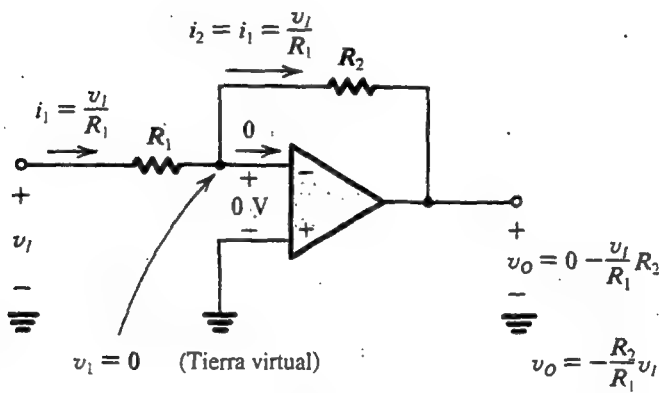 i₂ = i₁ = v_I/R₁
R₂
i₁ = v_I/R₁
R₁
0
+
−
+
0 V
−
+
v_I
−
+
v_O = 0 − v_I/R₁ R₂
−
v₁ = 0 (Tierra virtual)
v_O = − R₂/R₁ v_I